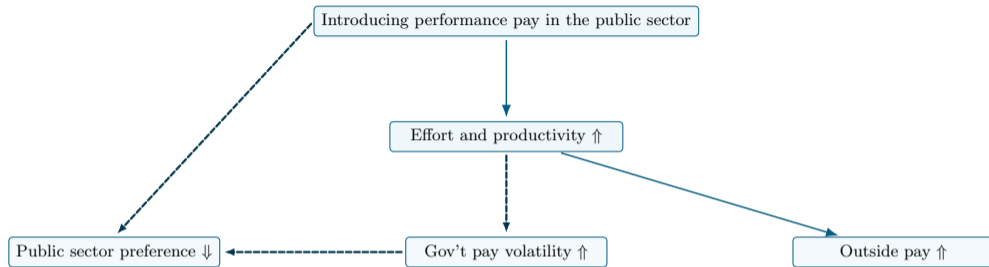 Introducing performance pay in the public sector
Effort and productivity ⇑
Public sector preference ⇓
Gov't pay volatility ⇑
Outside pay ⇑